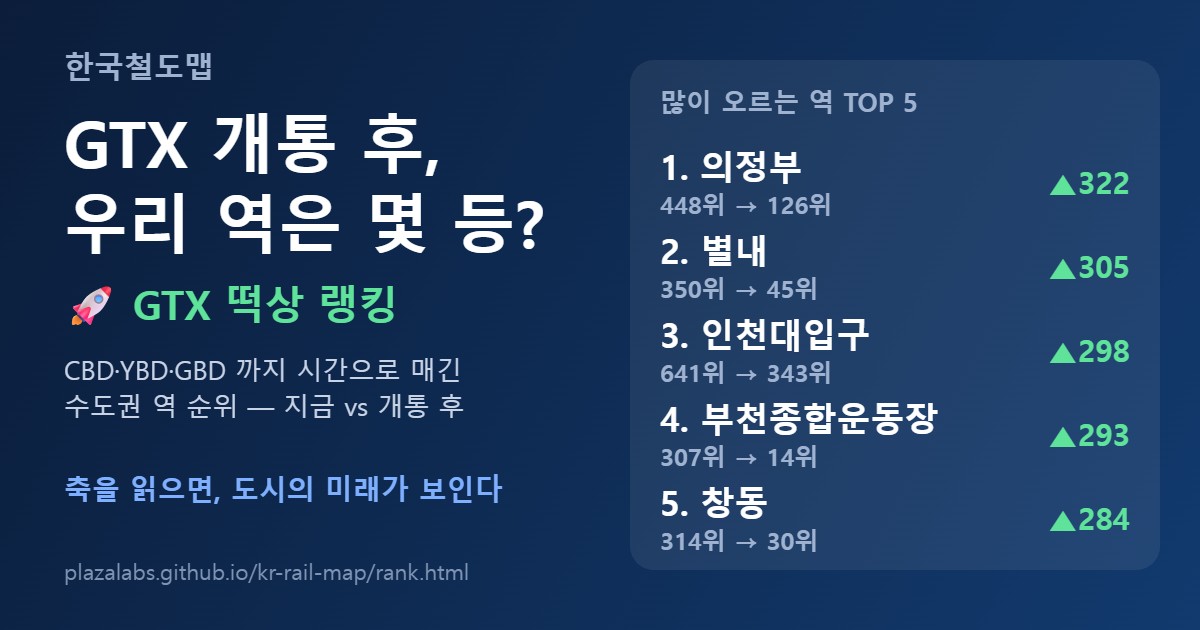 한국철도맵
GTX 개통 후,
우리 역은 몇 등?
🚀 GTX 떡상 랭킹
CBD·YBD·GBD 까지 시간으로 매긴
수도권 역 순위 — 지금 vs 개통 후
축을 읽으면, 도시의 미래가 보인다
plazalabs.github.io/kr-rail-map/rank.html
많이 오르는 역 TOP 5
1. 의정부
448위 → 126위
▲322
2. 별내
350위 → 45위
▲305
3. 인천대입구
641위 → 343위
▲298
4. 부천종합운동장
307위 → 14위
▲293
5. 창동
314위 → 30위
▲284